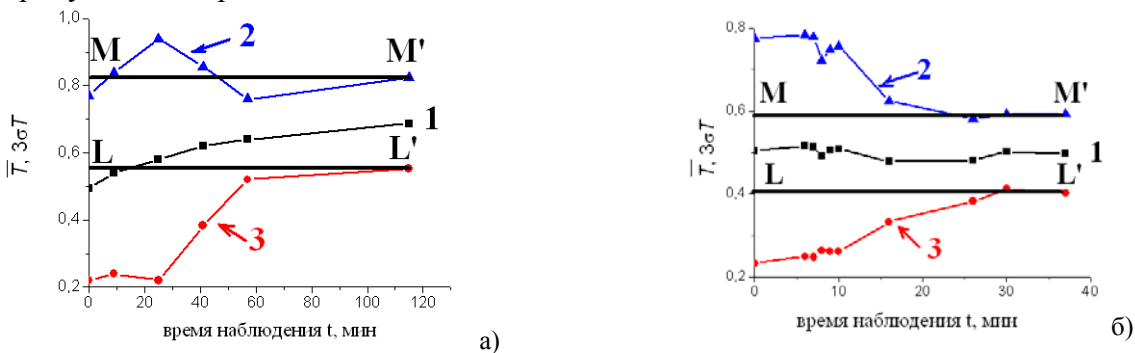 1,0
0,8
0,6
0,4
0,2
M
2
M'
1
L
L'
3
T, 3σT
0 20 40 60 80 100 120
время наблюдения t, мин
а)
0,8
0,6
0,4
0,2
2
M
M'
1
L
L'
3
T, 3σT
0 10 20 30 40
время наблюдения t, мин
б)